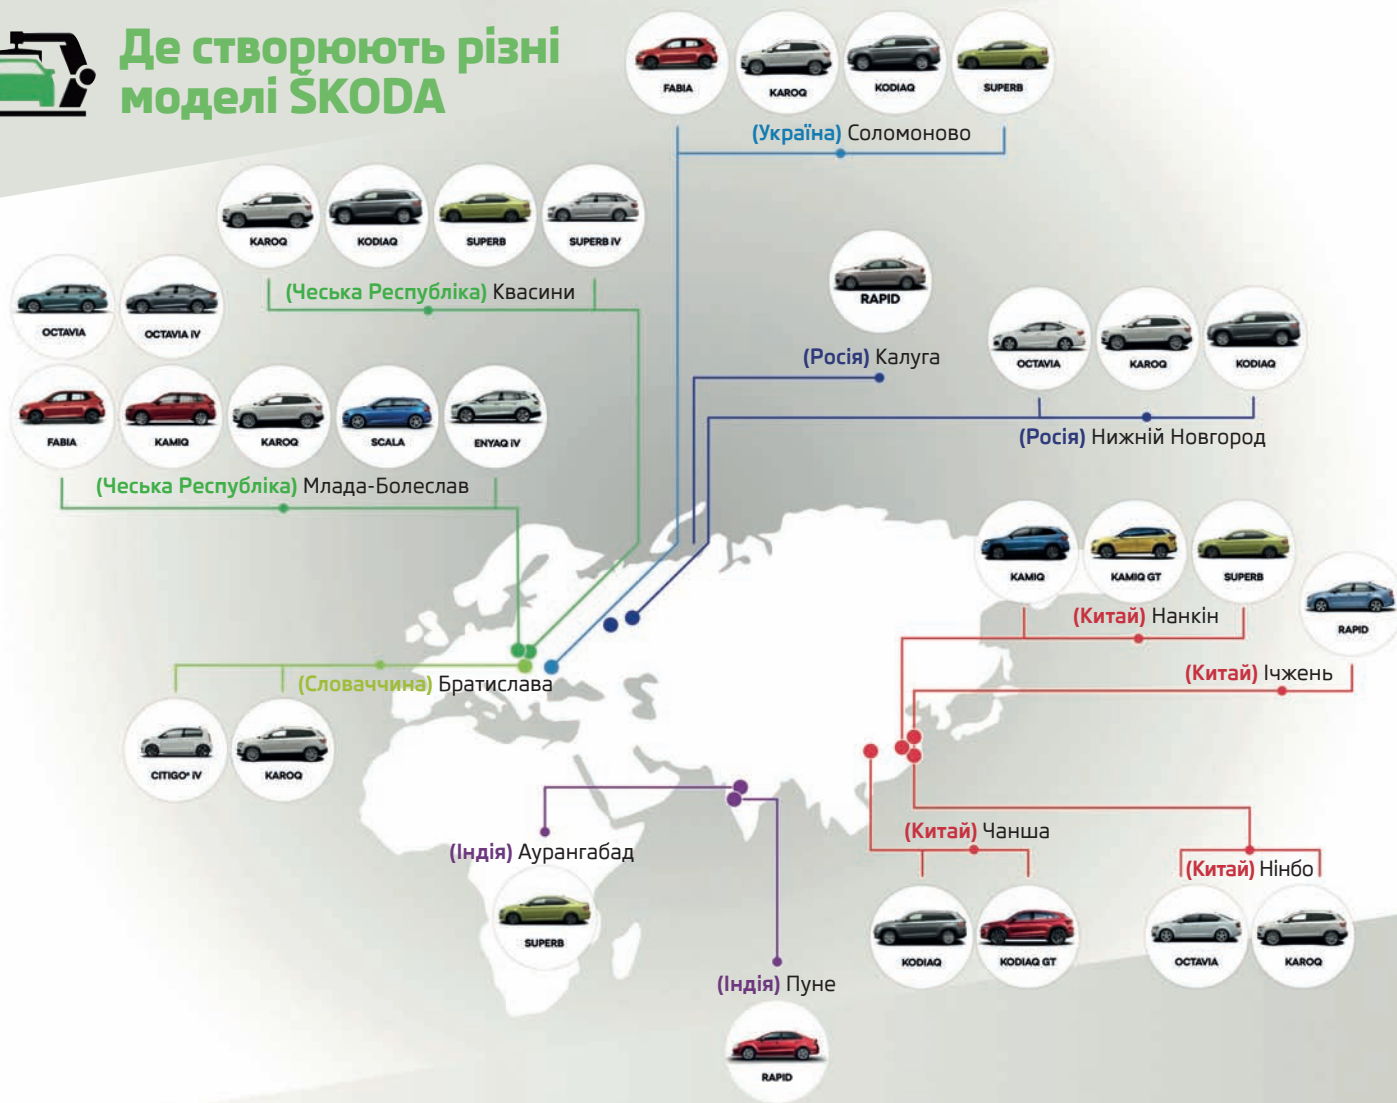 Де створюють різні
моделі ŠKODA
FABIA
KAROQ
KODIAQ
SUPERB
(Україна) Соломоново
KAROQ
KODIAQ
SUPERB
SUPERB iV
(Чеська Республіка) Квасини
OCTAVIA
OCTAVIA iV
FABIA
KAMIQ
KAROQ
SCALA
ENYAQ iV
(Чеська Республіка) Млада-Болеслав
RAPID
(Росія) Калуга
OCTAVIA
KAROQ
KODIAQ
(Росія) Нижній Новгород
KAMIQ
KAMIQ GT
SUPERB
(Китай) Нанкін
RAPID
(Китай) Ічжень
(Словаччина) Братислава
CITIGOᵉ iV
KAROQ
(Індія) Аурангабад
SUPERB
(Індія) Пуне
RAPID
(Китай) Чанша
KODIAQ
KODIAQ GT
(Китай) Нінбо
OCTAVIA
KAROQ